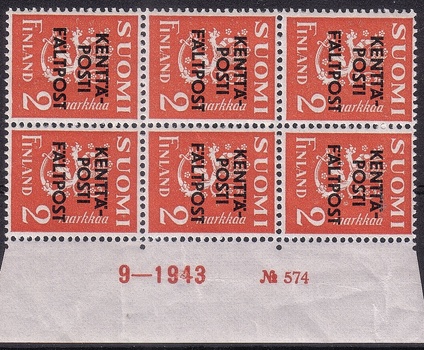 SUOMI
KENTTÄ-
POSTI
FÄLTPOST
FINLAND
2 markkaa
SUOMI
KENTTÄ-
POSTI
FÄLTPOST
FINLAND
2 markkaa
SUOMI
KENTTÄ-
POSTI
FÄLTPOST
FINLAND
2 markkaa
SUOMI
KENTTÄ-
POSTI
FÄLTPOST
FINLAND
2 markkaa
SUOMI
KENTTÄ-
POSTI
FÄLTPOST
FINLAND
2 markkaa
SUOMI
KENTTÄ-
POSTI
FÄLTPOST
FINLAND
2 markkaa
9—1943 № 574